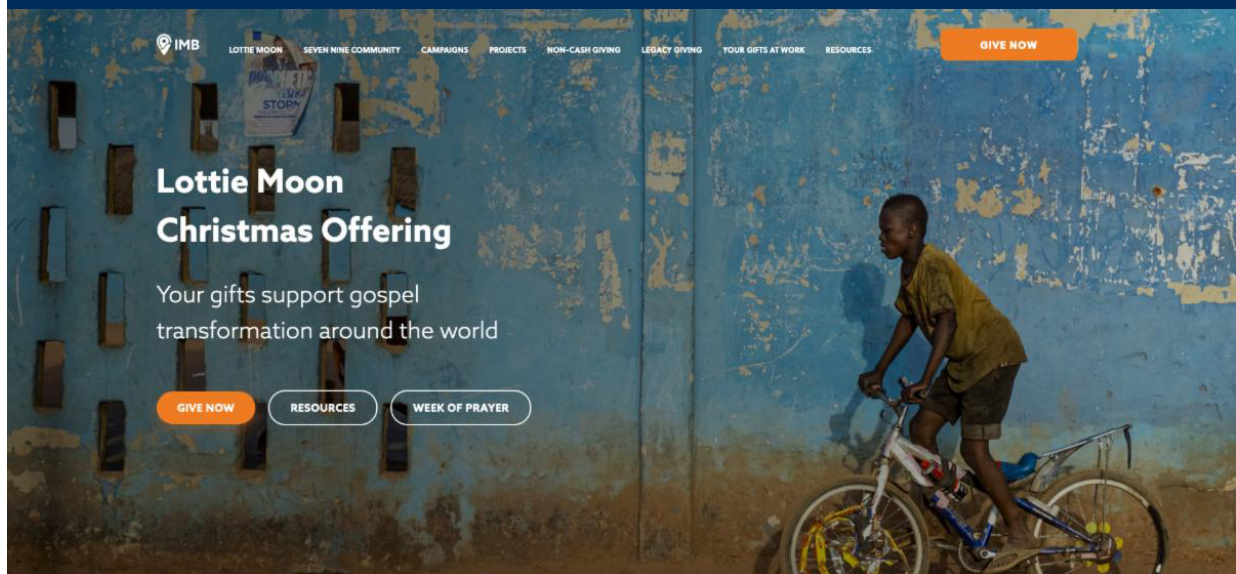 IMB
LOTTIE MOON SEVEN NINE COMMUNITY CAMPAIGNS PROJECTS NON-CASH GIVING LEGACY GIVING YOUR GIFTS AT WORK RESOURCES GIVE NOW
STORM
Lottie Moon
Christmas Offering
Your gifts support gospel
transformation around the world
GIVE NOW RESOURCES WEEK OF PRAYER